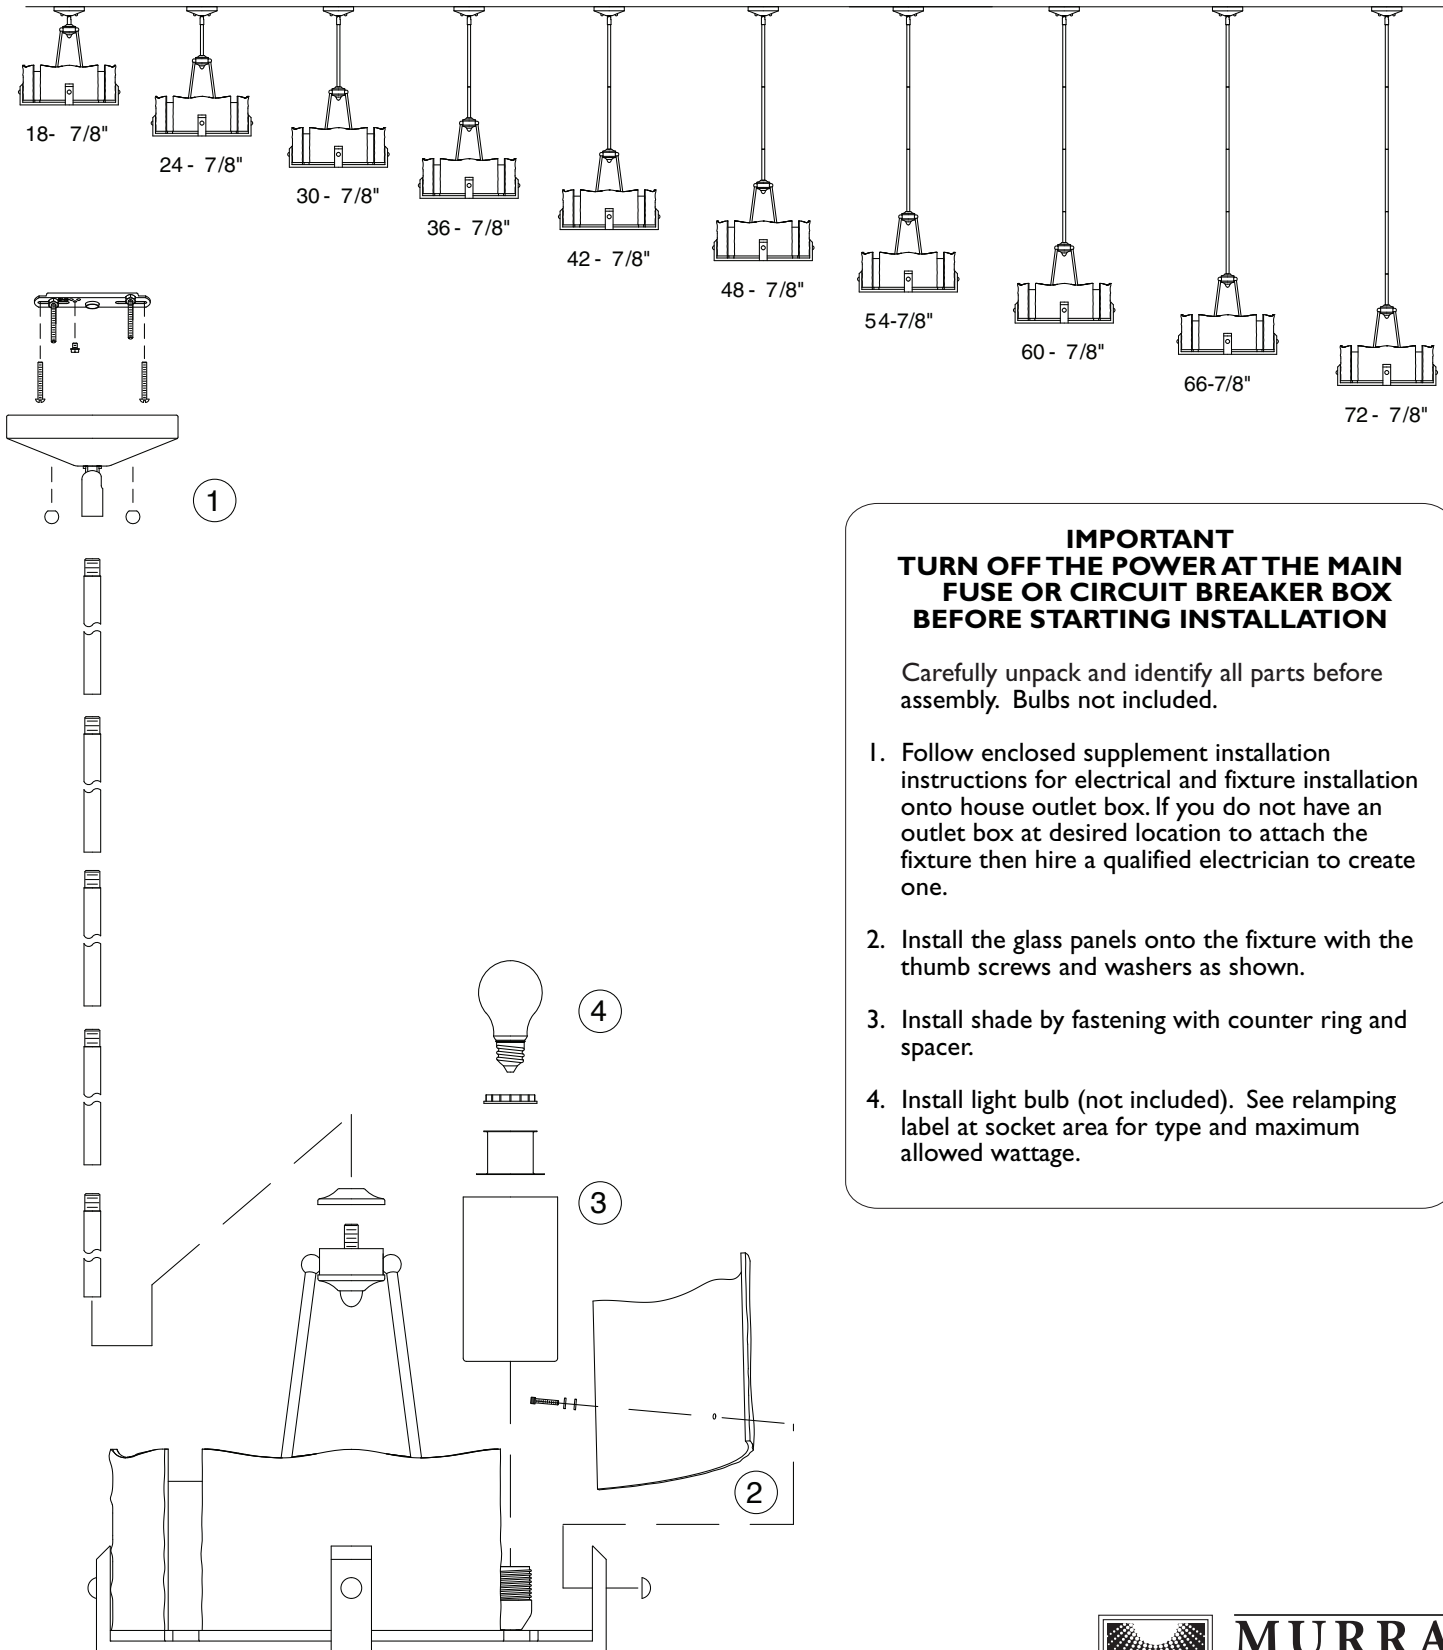 18- 7/8"
24- 7/8"
30- 7/8"
36- 7/8"
42- 7/8"
48- 7/8"
54-7/8"
60- 7/8"
66-7/8"
72- 7/8"
1
IMPORTANT
TURN OFF THE POWER AT THE MAIN
FUSE OR CIRCUIT BREAKER BOX
BEFORE STARTING INSTALLATION
Carefully unpack and identify all parts before
assembly. Bulbs not included.
1. Follow enclosed supplement installation
instructions for electrical and fixture installation
onto house outlet box. If you do not have an
outlet box at desired location to attach the
fixture then hire a qualified electrician to create
one.
2. Install the glass panels onto the fixture with the
thumb screws and washers as shown.
3. Install shade by fastening with counter ring and
spacer.
4. Install light bulb (not included). See relamping
label at socket area for type and maximum
allowed wattage.
4
3
2
MURRA